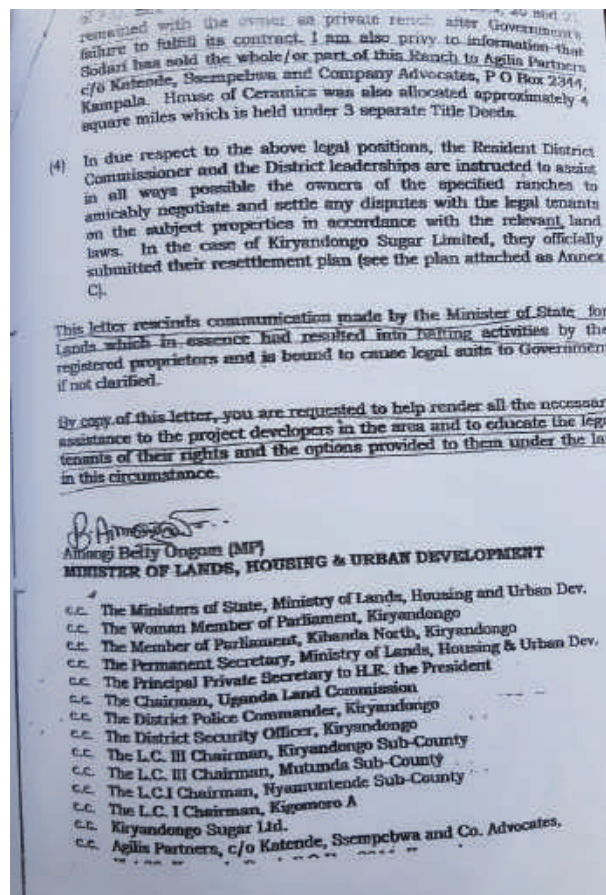 remained with the owner as private ranch after Government's
failure to fulfill its contract. I am also privy to information that
Sodari has sold the whole/part of this Ranch to Agilis Partners
c/o Katende, Ssempebwa and Company Advocates, P O Box 2344,
Kampala. House of Ceramics was also allocated approximately 4
square miles which is held under 3 separate Title Deeds.
(4) In due respect to the above legal positions, the Resident District
Commissioner and the District leaderships are instructed to assist
in all ways possible the owners of the specified ranches to
amicably negotiate and settle any disputes with the legal tenants
on the subject properties in accordance with the relevant land
laws. In the case of Kiryandongo Sugar Limited, they officially
submitted their resettlement plan (see the plan attached as Annex
C).
This letter rescinds communication made by the Minister of State for
Lands which in essence had resulted into halting activities by the
registered proprietors and is bound to cause legal suits to Government
if not clarified.
By copy of this letter, you are requested to help render all the necessar
assistance to the project developers in the area and to educate the lega
tenants of their rights and the options provided to them under the la
in this circumstance.
Amongi Betty Ongom (MP)
MINISTER OF LANDS, HOUSING & URBAN DEVELOPMENT
c.c. The Ministers of State, Ministry of Lands, Housing and Urban Dev.
c.c. The Woman Member of Parliament, Kiryandongo
c.c. The Member of Parliament, Kibanda North, Kiryandongo
c.c. The Permanent Secretary, Ministry of Lands, Housing & Urban Dev.
c.c. The Principal Private Secretary to H.E. the President
c.c. The Chairman, Uganda Land Commission
c.c. The District Police Commander, Kiryandongo
c.c. The District Security Officer, Kiryandongo
c.c. The L.C. III Chairman, Kiryandongo Sub-County
c.c. The L.C. III Chairman, Mutunda Sub-County
c.c. The L.C.I Chairman, Nyamuntende Sub-County
c.c. The L.C. I Chairman, Kigomoro A
c.c. Kiryandongo Sugar Ltd.
c.c. Agilis Partners, c/o Katende, Ssempebwa and Co. Advocates,